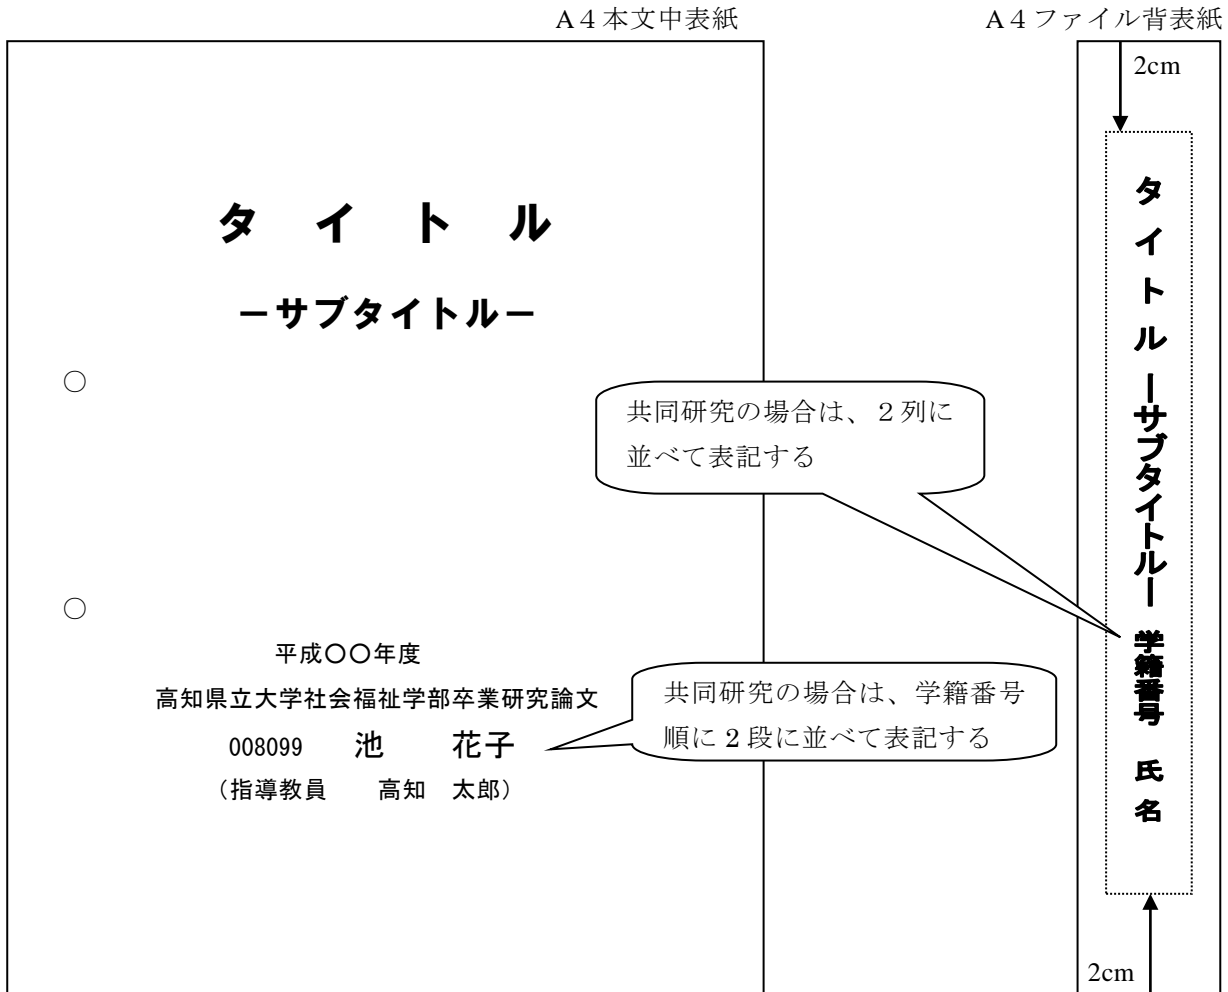 A４本文中表紙
タ イ ト ル
－サブタイトル－
○
○
平成〇〇年度
高知県立大学社会福祉学部卒業研究論文
008099 池 花子
（指導教員 高知 太郎）
共同研究の場合は、２列に
並べて表記する
共同研究の場合は、学籍番号
順に 2 段に並べて表記する
A４ファイル背表紙
2cm
タイトル ―サブタイトル― 学籍番号 氏名
2cm